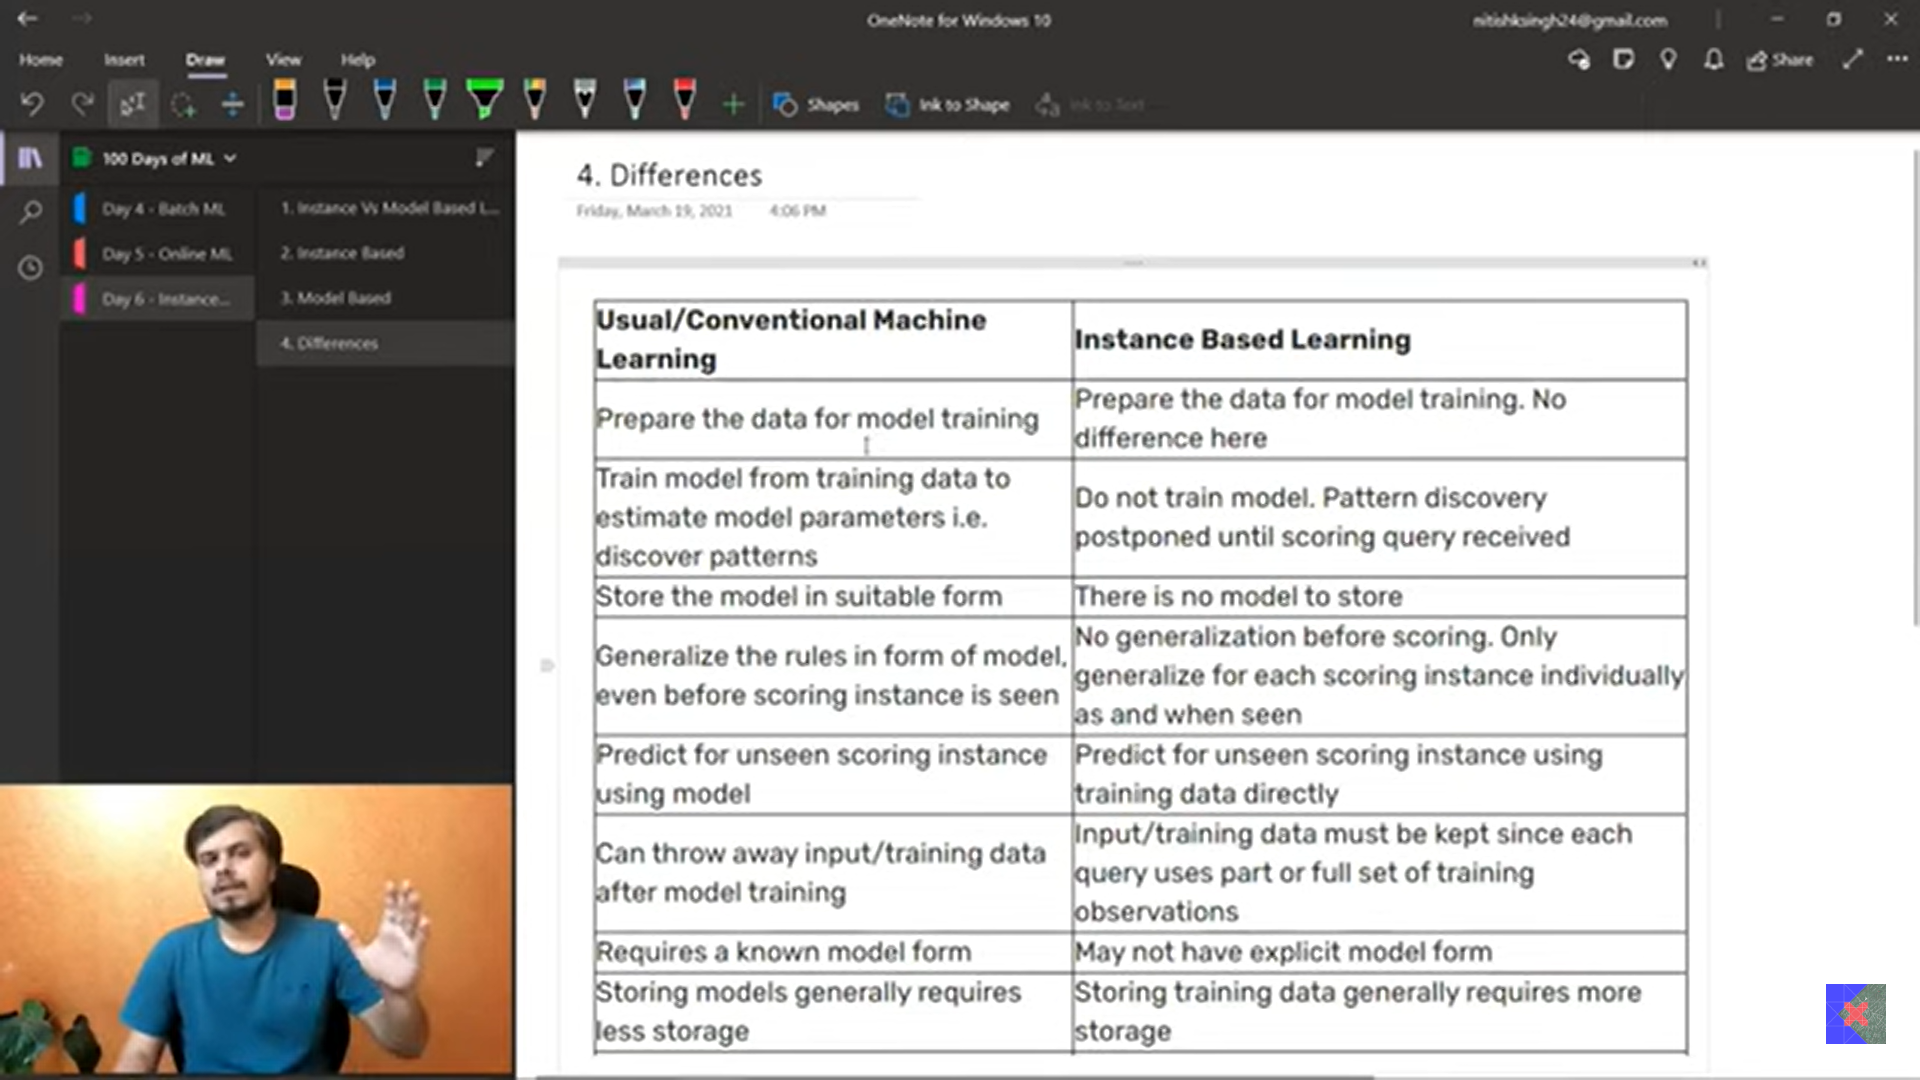 OneNote for Windows 10
nitishksingh24@gmail.com
Home Insert Draw View Help
Share
Shapes Ink to Shape Ink to Text
100 Days of ML
Day 4 - Batch ML
Day 5 - Online ML
Day 6 - Instance...
1. Instance Vs Model Based L...
2. Instance Based
3. Model Based
4. Differences
4. Differences
Friday, March 19, 2021 4:06 PM
Usual/Conventional Machine
Learning
Instance Based Learning
Prepare the data for model training
Prepare the data for model training. No
difference here
Train model from training data to
estimate model parameters i.e.
discover patterns
Do not train model. Pattern discovery
postponed until scoring query received
Store the model in suitable form
There is no model to store
Generalize the rules in form of model,
even before scoring instance is seen
No generalization before scoring. Only
generalize for each scoring instance individually
as and when seen
Predict for unseen scoring instance
using model
Predict for unseen scoring instance using
training data directly
Can throw away input/training data
after model training
Input/training data must be kept since each
query uses part or full set of training
observations
Requires a known model form
May not have explicit model form
Storing models generally requires
less storage
Storing training data generally requires more
storage